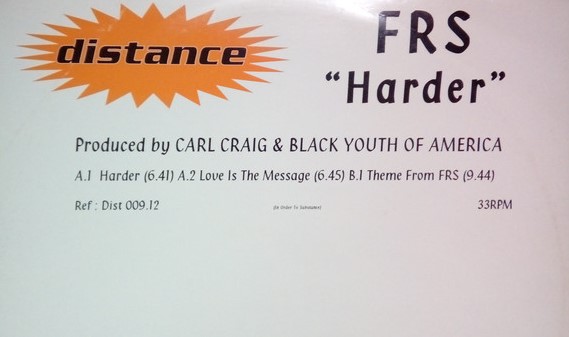 distance
FRS
“Harder”
Produced by CARL CRAIG & BLACK YOUTH OF AMERICA
A.1 Harder (6.41) A.2 Love Is The Message (6.45) B.1 Theme From FRS (9.44)
Ref : Dist 009.12
33RPM